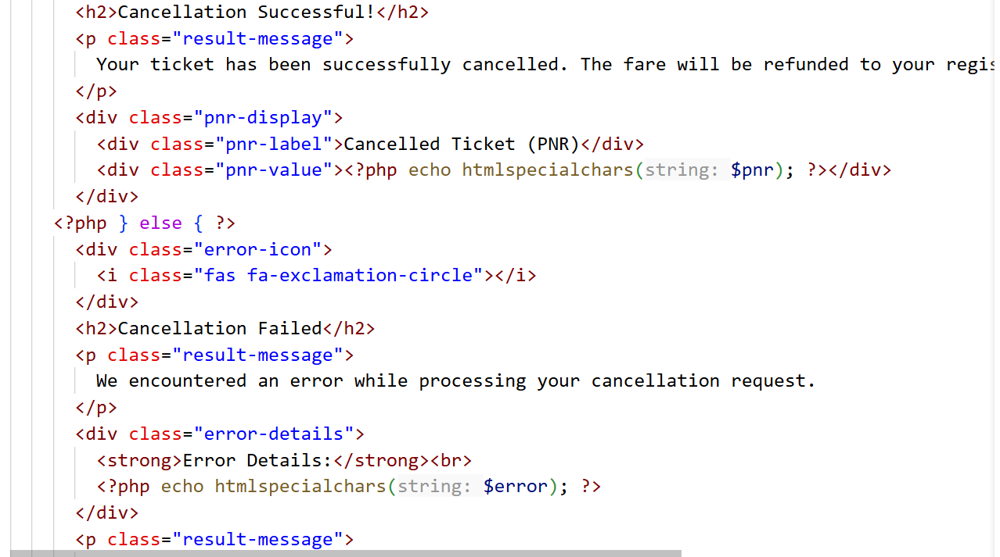 <h2>Cancellation Successful!</h2>
<p class="result-message">
Your ticket has been successfully cancelled. The fare will be refunded to your
</p>
<div class="pnr-display">
<div class="pnr-label">Cancelled Ticket (PNR)</div>
<div class="pnr-value"><?php echo htmlspecialchars(string: $pnr); ?></div>
</div>
<?php } else { ?>
<div class="error-icon">
<i class="fas fa-exclamation-circle"></i>
</div>
<h2>Cancellation Failed</h2>
<p class="result-message">
We encountered an error while processing your cancellation request.
</p>
<div class="error-details">
<strong>Error Details:</strong><br>
<?php echo htmlspecialchars(string: $error); ?>
</div>
<p class="result-message">